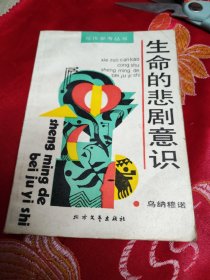 写作参考丛书
xie zuo can kao
cong shu
sheng ming de
bei ju yi shi
生命的悲剧意识
sheng ming de
bei ju yi shi
乌纳穆诺
北方文艺出版社